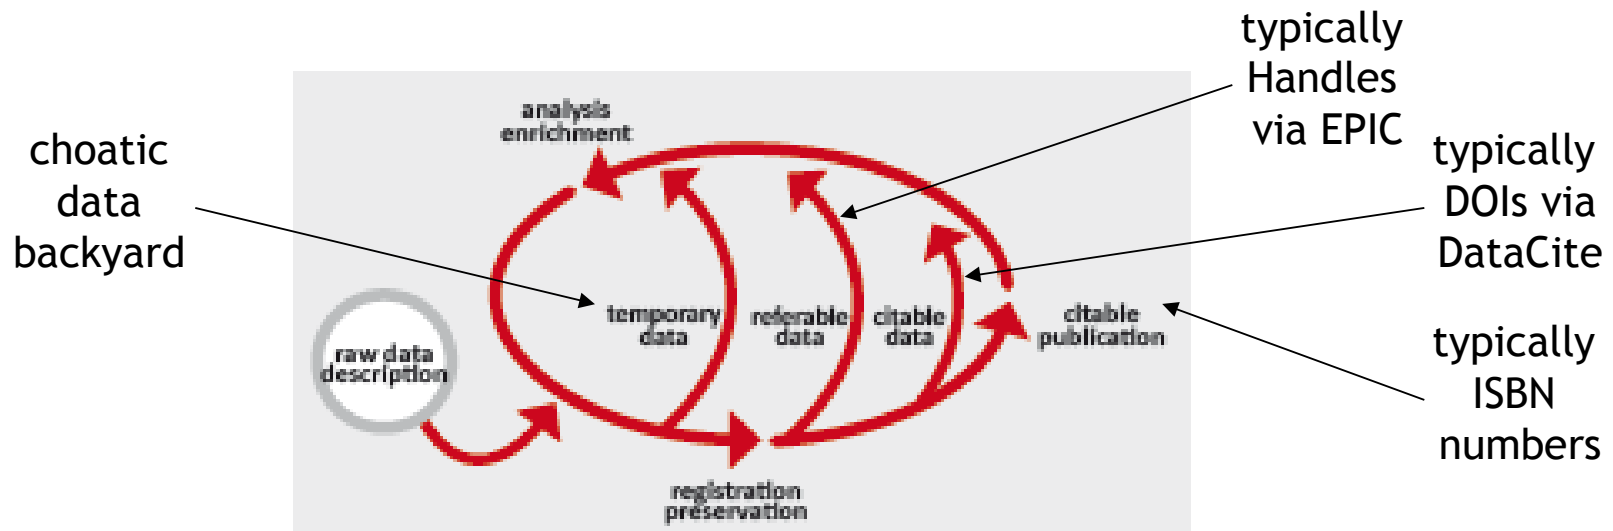 typically
Handles
via EPIC
analysis
enrichment
choatic
data
backyard
typically
DOIs via
DataCite
temporary
data
referable
data
citable
data
citable
publication
raw data
description
typically
ISBN
numbers
registration
preservation